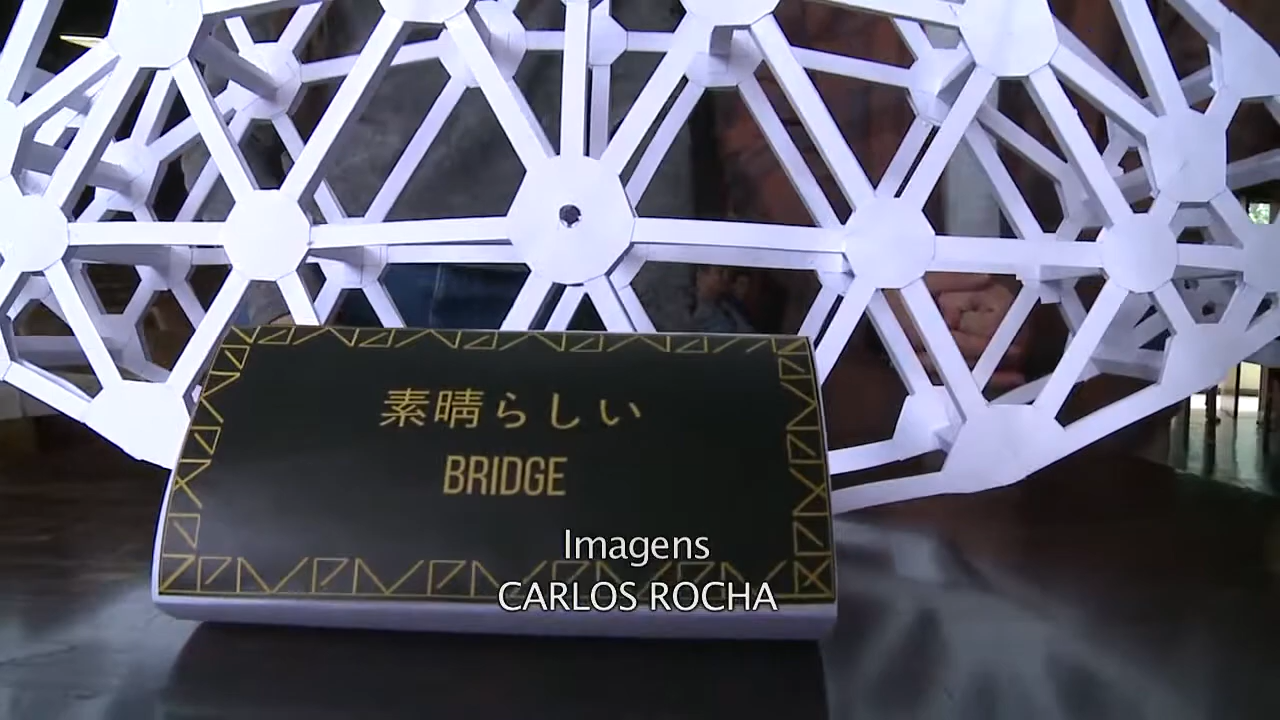 素晴らしい
BRIDGE
Imagens
CARLOS ROCHA